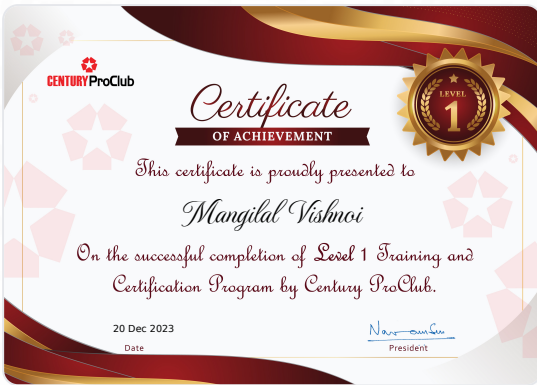 CENTURY ProClub
Certificate
OF ACHIEVEMENT
LEVEL
1
This certificate is proudly presented to
Mangilal Vishnoi
On the successful completion of Level 1 Training and
Certification Program by Century ProClub.
20 Dec 2023
Date
President